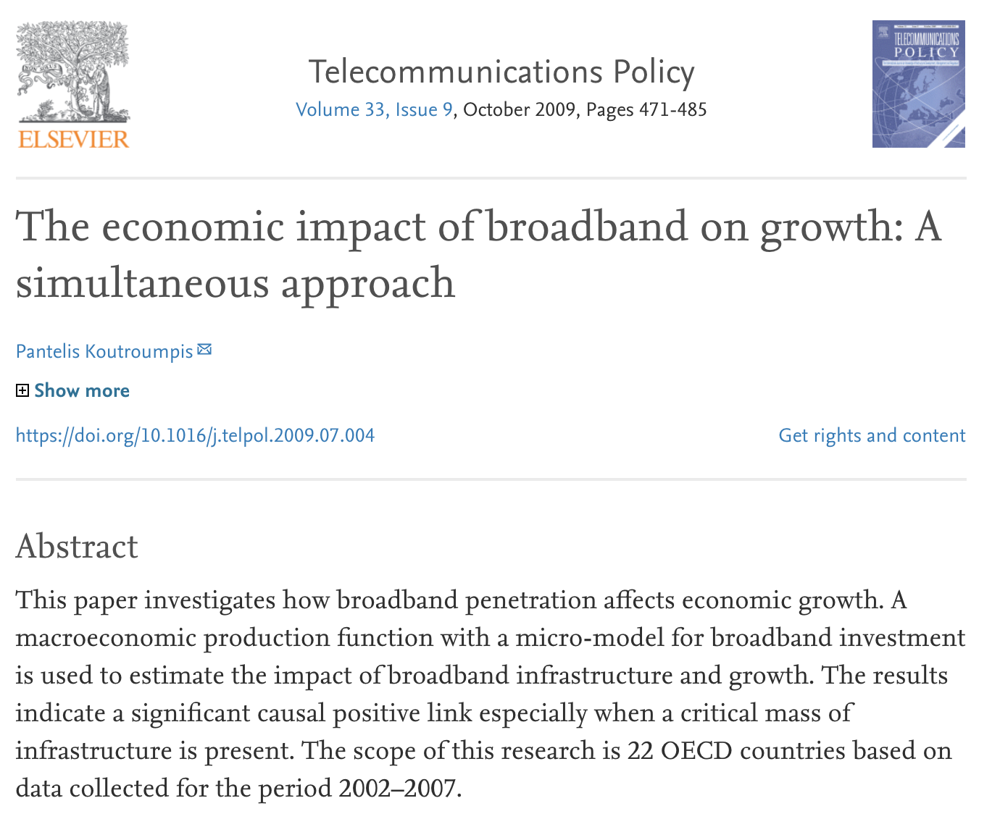 ELSEVIER
Telecommunications Policy
Volume 33, Issue 9, October 2009, Pages 471-485
TELECOMMUNICATIONS
POLICY
The economic impact of broadband on growth: A
simultaneous approach
Pantelis Koutroumpis
Show more
https://doi.org/10.1016/j.telpol.2009.07.004
Get rights and content
Abstract
This paper investigates how broadband penetration affects economic growth. A
macroeconomic production function with a micro-model for broadband investment
is used to estimate the impact of broadband infrastructure and growth. The results
indicate a significant causal positive link especially when a critical mass of
infrastructure is present. The scope of this research is 22 OECD countries based on
data collected for the period 2002–2007.